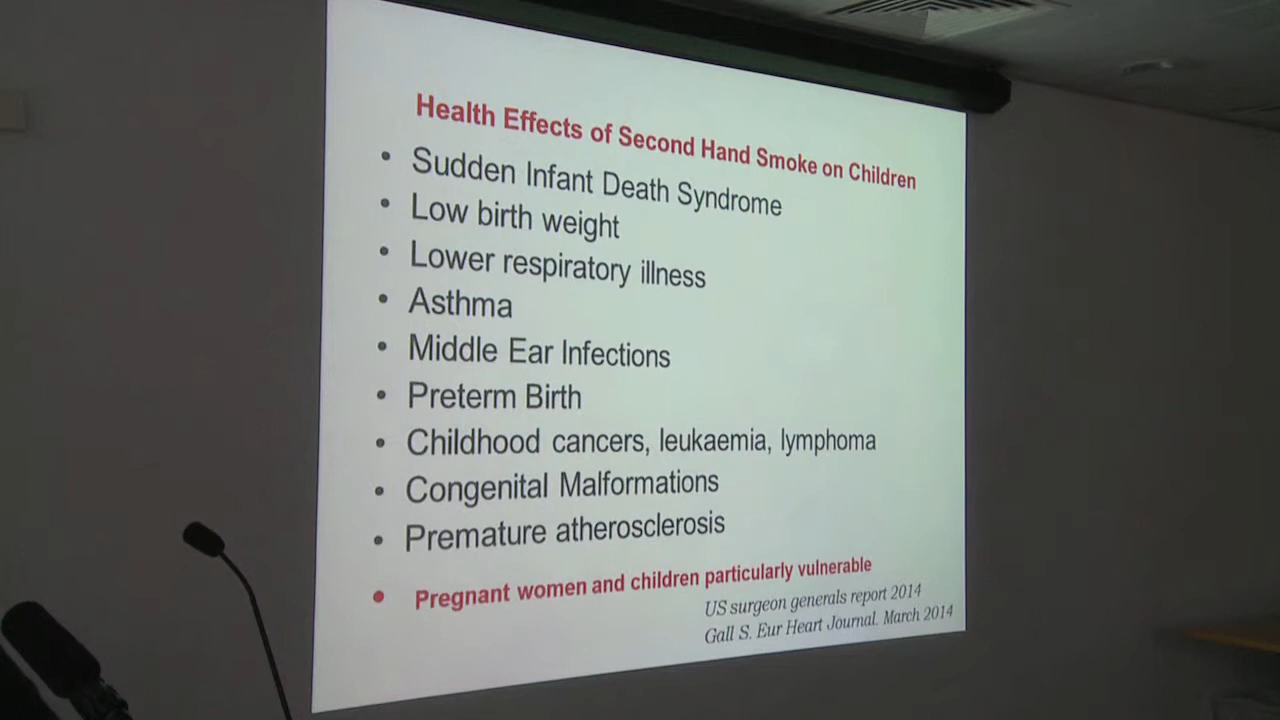 Health Effects of Second Hand Smoke on Children
• Sudden Infant Death Syndrome
• Low birth weight
• Lower respiratory illness
• Asthma
• Middle Ear Infections
• Preterm Birth
• Childhood cancers, leukaemia, lymphoma
• Congenital Malformations
• Premature atherosclerosis
• Pregnant women and children particularly vulnerable
US surgeon generals report 2014
Gall S. Eur Heart Journal. March 2014